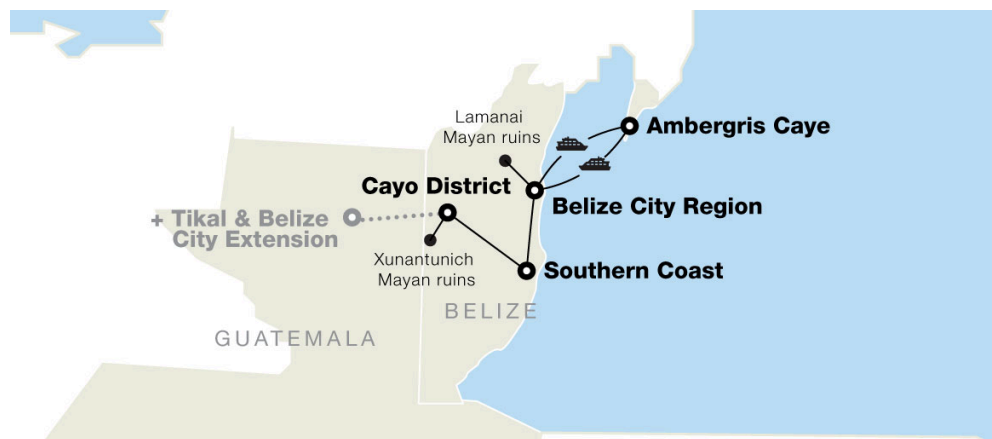 Lamanai
Mayan ruins
Ambergris Caye
Cayo District
Belize City Region
+ Tikal & Belize
City Extension
Xunantunich
Mayan ruins
Southern Coast
BELIZE
GUATEMALA